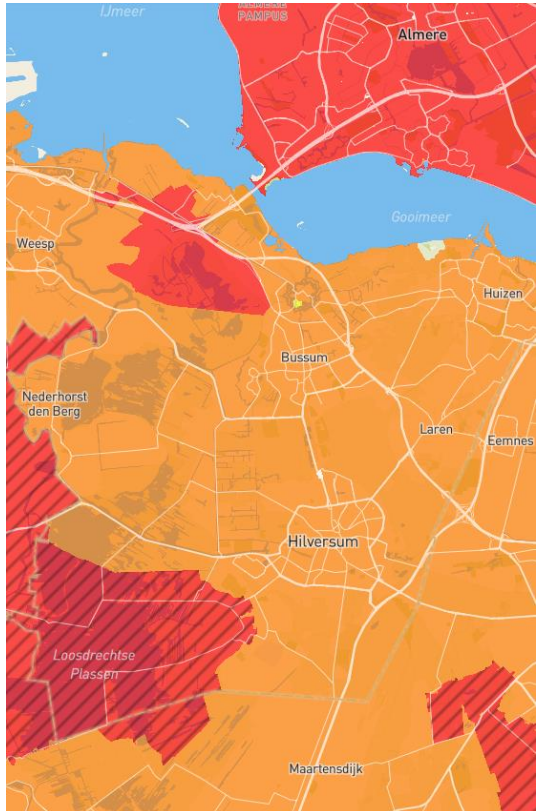 IJmeer
PAMPUS
Almere
Gooimeer
Weesp
Huizen
Bussum
Nederhorst
den Berg
Laren
Eemnes
Hilversum
Loosdrechtse
Plassen
Maartensdijk